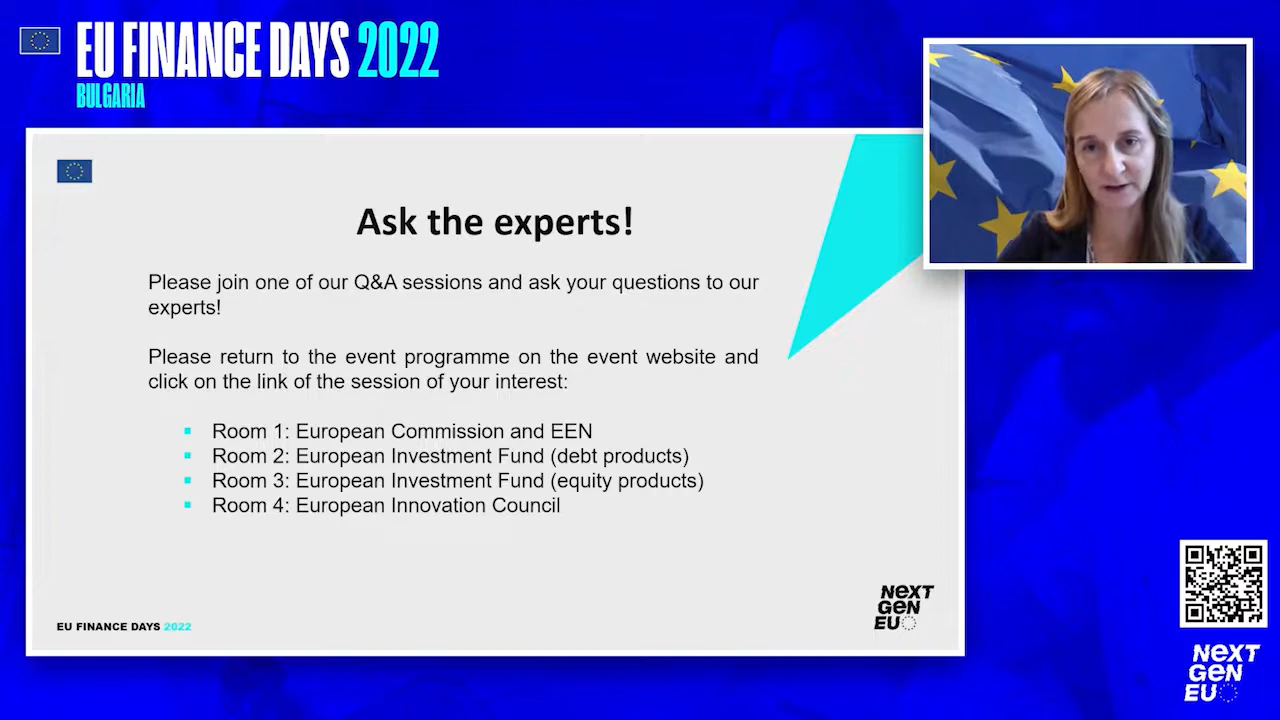 EU FINANCE DAYS 2022
BULGARIA
Ask the experts!
Please join one of our Q&A sessions and ask your questions to our
experts!
Please return to the event programme on the event website and
click on the link of the session of your interest:
Room 1: European Commission and EEN
Room 2: European Investment Fund (debt products)
Room 3: European Investment Fund (equity products)
Room 4: European Innovation Council
EU FINANCE DAYS 2022
NexT
Gen
EU
NexT
Gen
EU